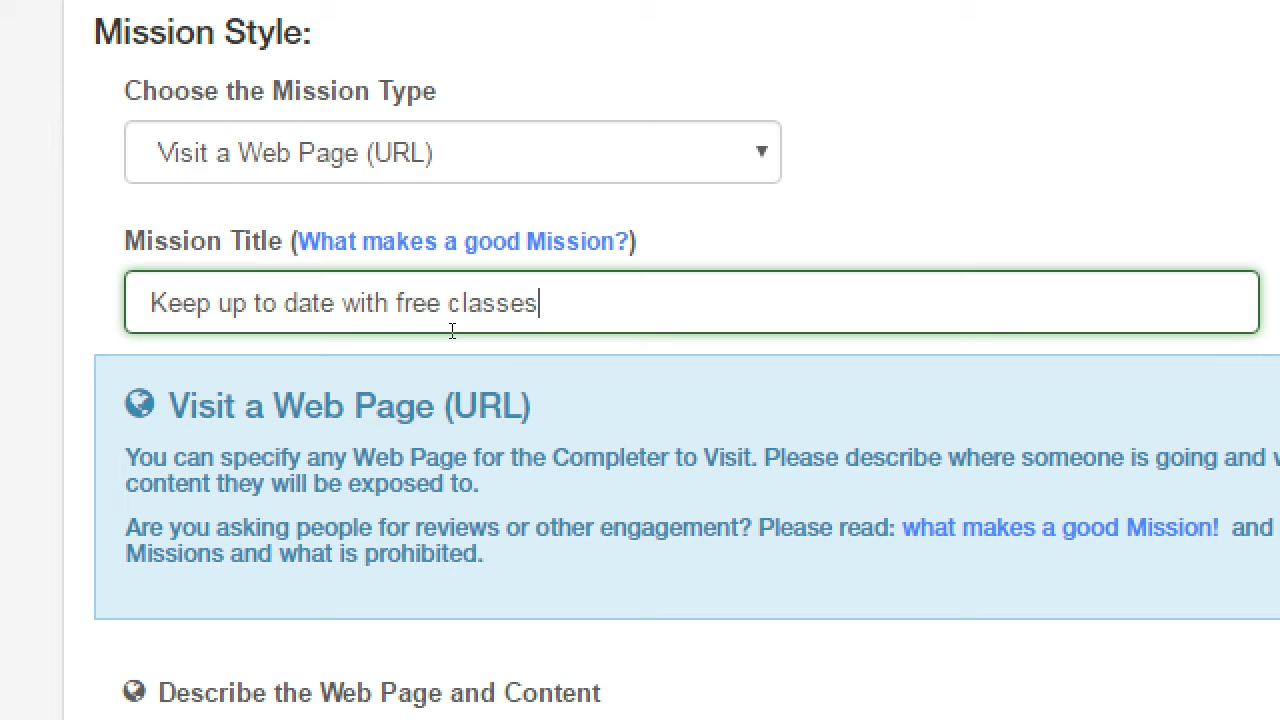 Mission Style:
Choose the Mission Type
Visit a Web Page (URL)
Mission Title (What makes a good Mission?)
Keep up to date with free classes
Visit a Web Page (URL)
You can specify any Web Page for the Completer to Visit. Please describe where someone is going and
content they will be exposed to.
Are you asking people for reviews or other engagement? Please read: what makes a good Mission! and
Missions and what is prohibited.
Describe the Web Page and Content